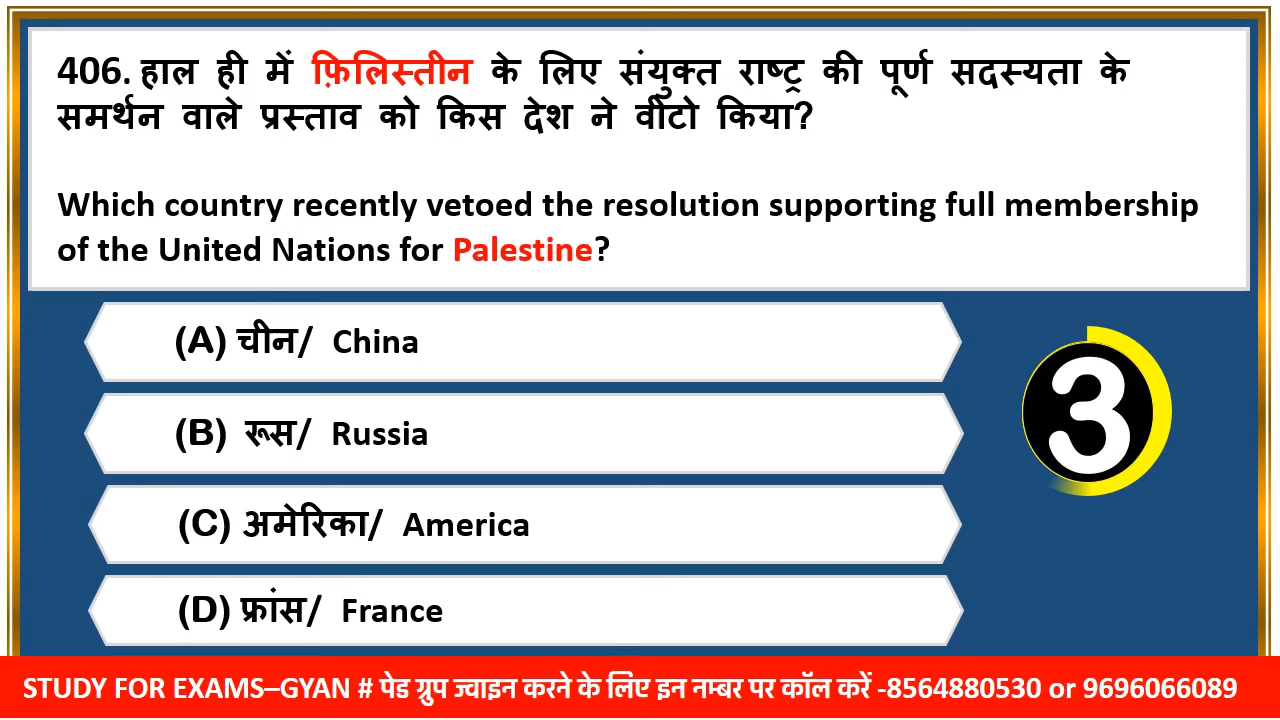 406. हाल ही में फ़िलिस्तीन के लिए संयुक्त राष्ट्र की पूर्ण सदस्यता के
समर्थन वाले प्रस्ताव को किस देश ने वीटो किया?
Which country recently vetoed the resolution supporting full membership
of the United Nations for Palestine?
(A) चीन/ China
(B) रूस/ Russia
(C) अमेरिका/ America
(D) फ्रांस/ France
3
STUDY FOR EXAMS–GYAN # पेड ग्रुप ज्वाइन करने के लिए इन नम्बर पर कॉल करें -8564880530 or 9696066089